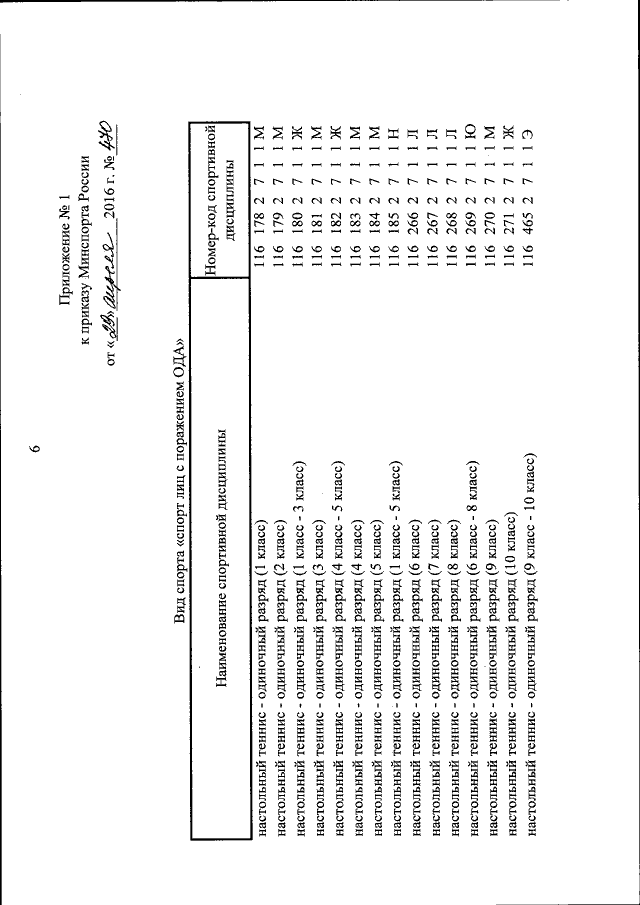 6
Приложение № 1
к приказу Минспорта России
от «29» апреля 2016 г. № 470
Вид спорта «спорт лиц с поражением ОДА»
Наименование спортивной дисциплины Номер-код спортивной дисциплины
настольный теннис - одиночный разряд (1 класс) 116 178 2 7 1 1 М
настольный теннис - одиночный разряд (2 класс) 116 179 2 7 1 1 М
настольный теннис - одиночный разряд (1 класс - 3 класс) 116 180 2 7 1 1 Ж
настольный теннис - одиночный разряд (3 класс) 116 181 2 7 1 1 М
настольный теннис - одиночный разряд (4 класс - 5 класс) 116 182 2 7 1 1 Ж
настольный теннис - одиночный разряд (4 класс) 116 183 2 7 1 1 М
настольный теннис - одиночный разряд (5 класс) 116 184 2 7 1 1 М
настольный теннис - одиночный разряд (1 класс - 5 класс) 116 185 2 7 1 1 Н
настольный теннис - одиночный разряд (6 класс) 116 266 2 7 1 1 Л
настольный теннис - одиночный разряд (7 класс) 116 267 2 7 1 1 Л
настольный теннис - одиночный разряд (8 класс) 116 268 2 7 1 1 Л
настольный теннис - одиночный разряд (6 класс - 8 класс) 116 269 2 7 1 1 Ю
настольный теннис - одиночный разряд (9 класс) 116 270 2 7 1 1 М
настольный теннис - одиночный разряд (10 класс) 116 271 2 7 1 1 Ж
настольный теннис - одиночный разряд (9 класс - 10 класс) 116 465 2 7 1 1 Э